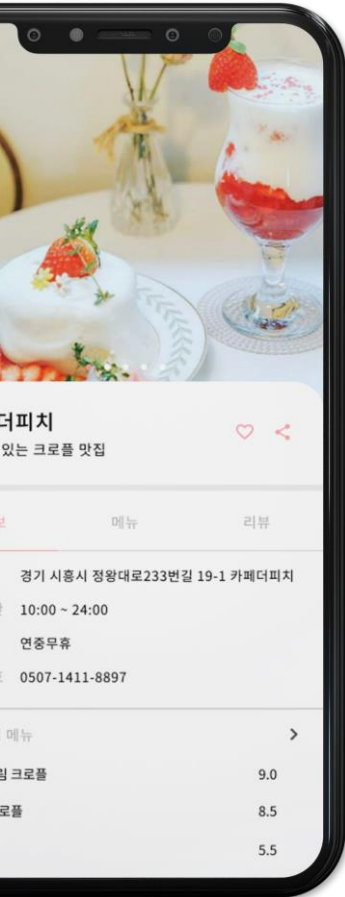 더피치
있는 크로플 맛집
메뉴 리뷰
경기 시흥시 정왕대로233번길 19-1 카페더피치
10:00 ~ 24:00
연중무휴
0507-1411-8897
메뉴
크로플 9.0
로플 8.5
5.5